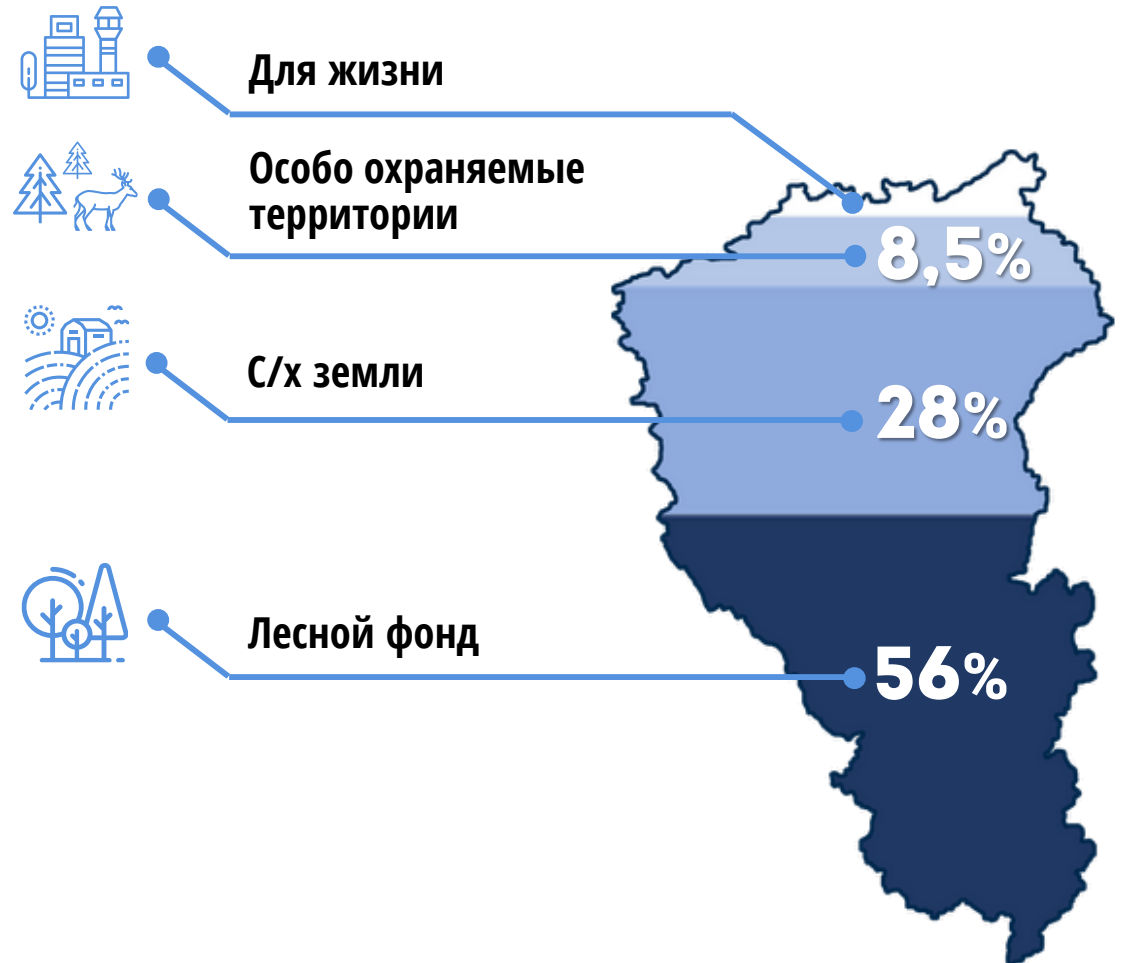 Для жизни
Особо охраняемые
территории
8,5%
С/х земли
28%
Лесной фонд
56%